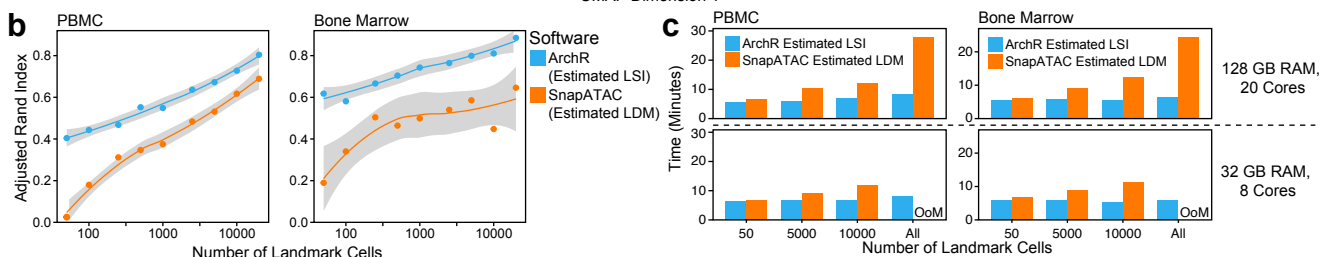 b
PBMC
Bone Marrow
Adjusted Rand Index
0.8
0.6
0.4
0.2
0.0
0.8
0.6
0.4
0.2
0.0
100
1000
10000
100
1000
10000
Number of Landmark Cells
Software
ArchR
(Estimated LSI)
SnapATAC
(Estimated LDM)
c
PBMC
Bone Marrow
Time (Minutes)
30
20
10
0
ArchR Estimated LSI
SnapATAC Estimated LDM
20
10
0
ArchR Estimated LSI
SnapATAC Estimated LDM
128 GB RAM,
20 Cores
30
20
10
0
OoM
20
10
0
OoM
32 GB RAM,
8 Cores
50
5000
10000
All
50
5000
10000
All
Number of Landmark Cells